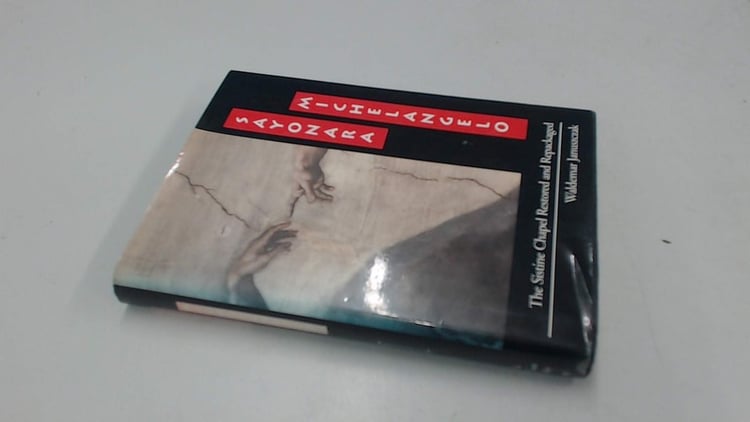 SAYONARA
MICHELANGELO
The Sistine Chapel Restored and Repackaged
Waldemar Januszczak